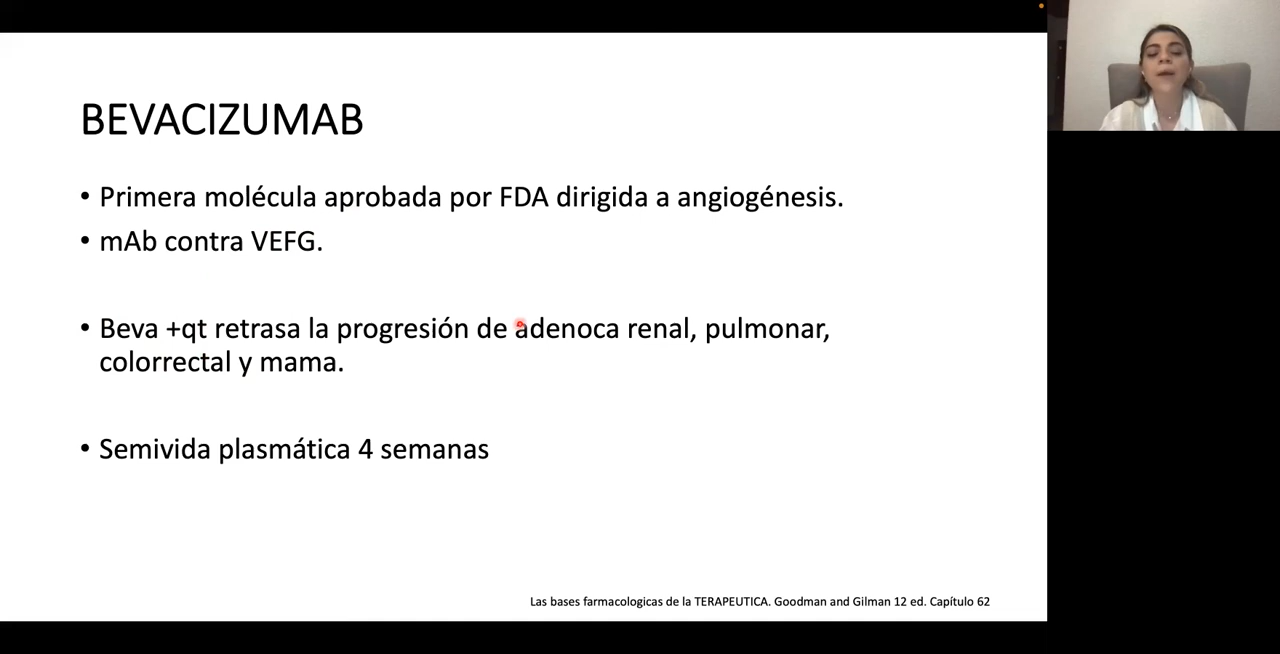 BEVACIZUMAB
• Primera molécula aprobada por FDA dirigida a angiogénesis.
• mAb contra VEFG.
• Beva +qt retrasa la progresión de adenoca renal, pulmonar,
colorrectal y mama.
• Semivida plasmática 4 semanas
Las bases farmacologicas de la TERAPEUTICA. Goodman and Gilman 12 ed. Capítulo 62